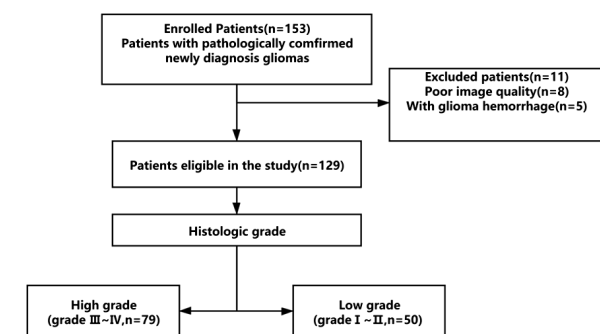 Enrolled Patients(n=153)
Patients with pathologically comfirmed
newly diagnosis gliomas
Excluded patients(n=11)
Poor image quality(n=8)
With glioma hemorrhage(n=5)
Patients eligible in the study(n=129)
Histologic grade
High grade
(grade Ⅲ~Ⅳ,n=79)
Low grade
(grade Ⅰ ~Ⅱ,n=50)